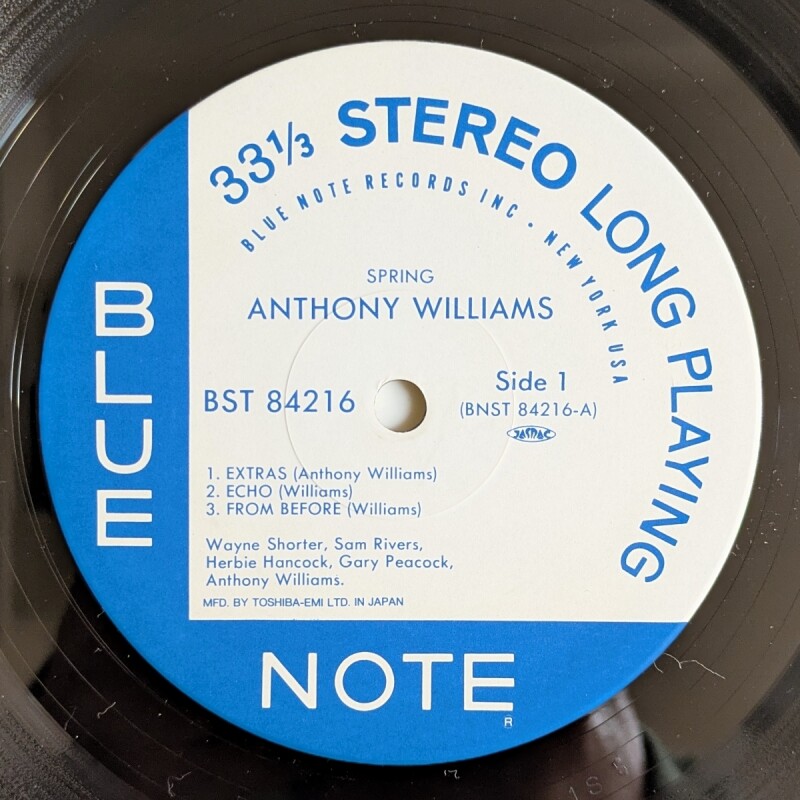 33⅓ STEREO LONG PLAYING
BLUE NOTE RECORDS INC · NEW YORK USA
SPRING
ANTHONY WILLIAMS
BST 84216
Side 1
(BNST 84216-A)
JASRAC
1. EXTRAS (Anthony Williams)
2. ECHO (Williams)
3. FROM BEFORE (Williams)
Wayne Shorter, Sam Rivers,
Herbie Hancock, Gary Peacock,
Anthony Williams.
MFD. BY TOSHIBA-EMI LTD. IN JAPAN
BLUE
NOTE
R